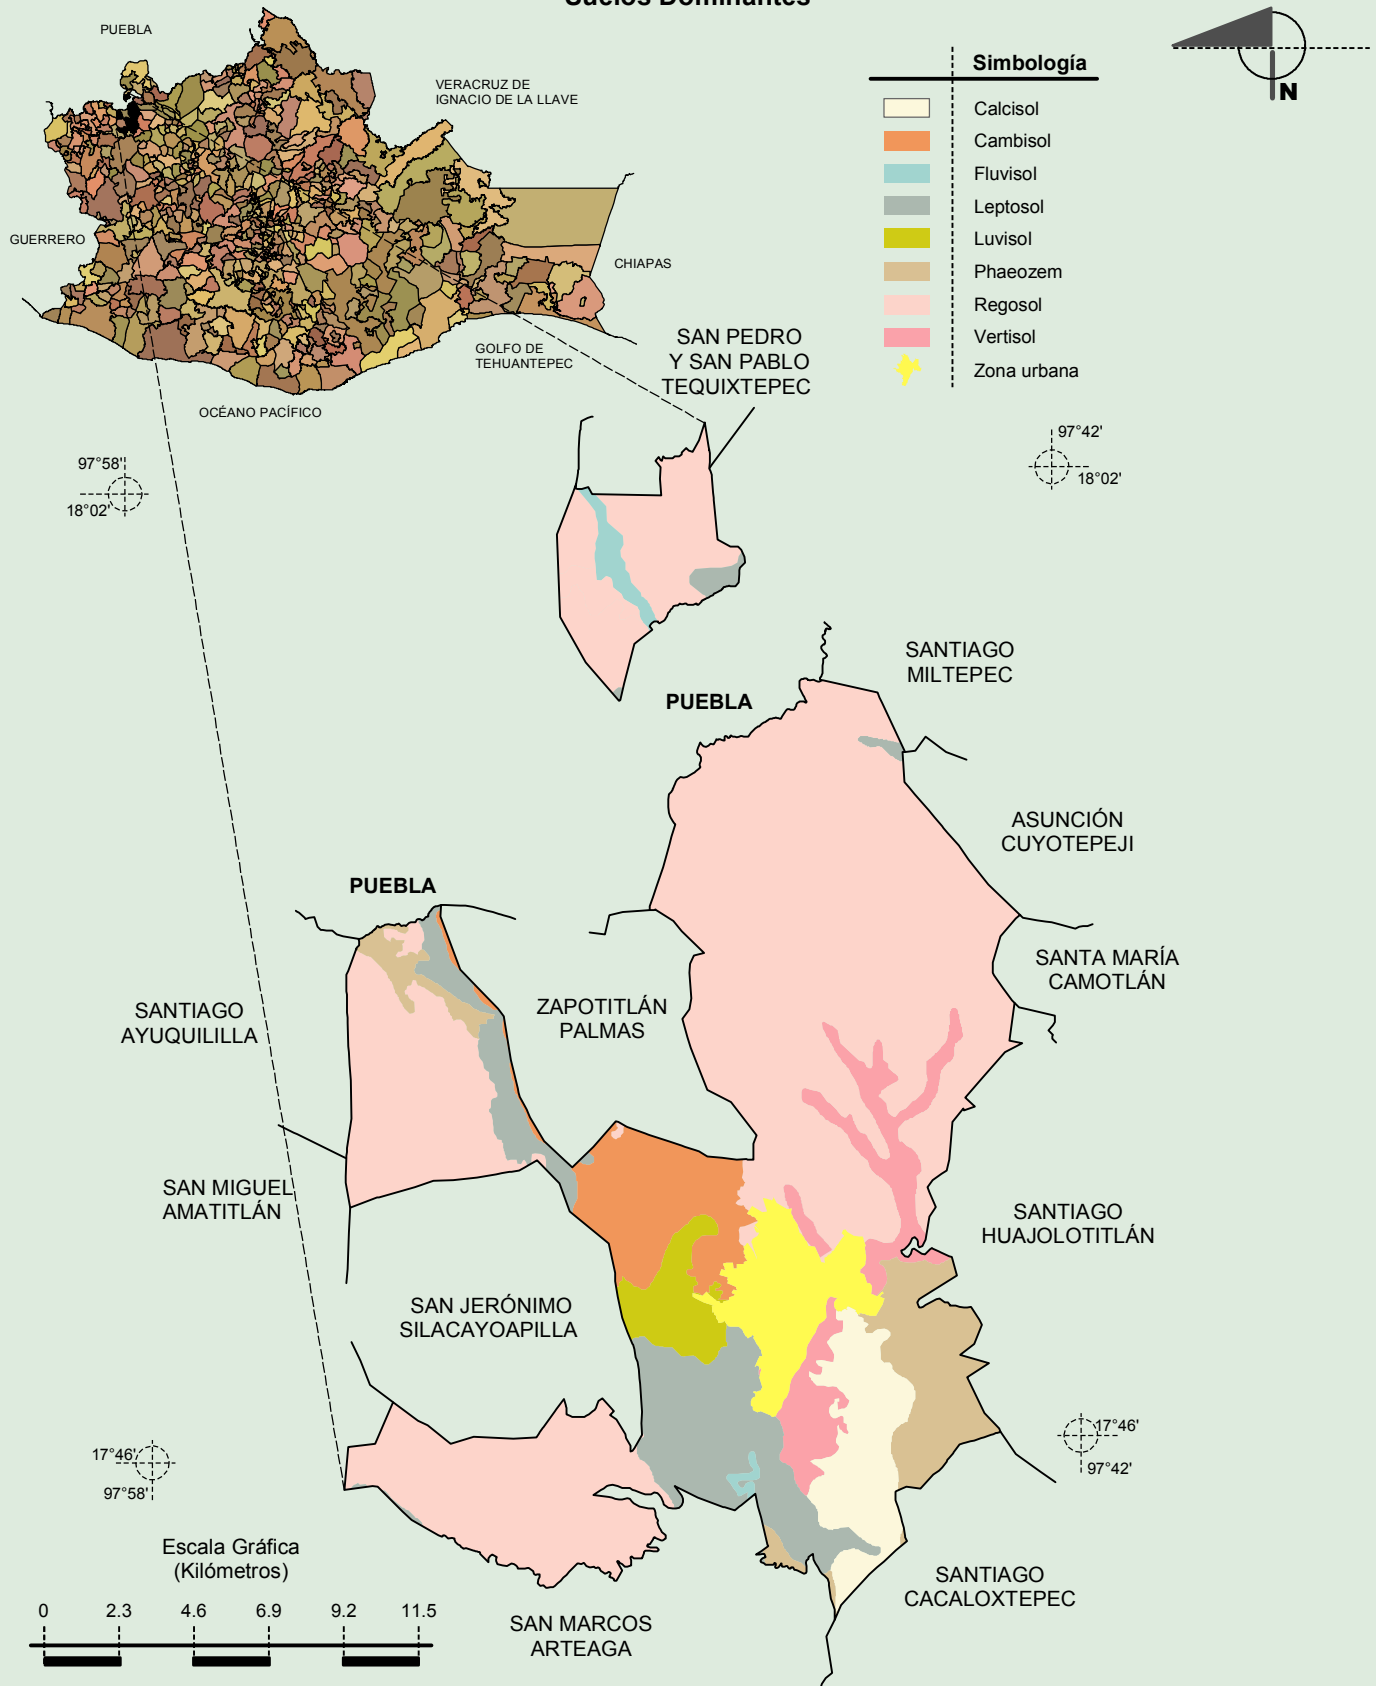 Suelos Dominantes
PUEBLA
VERACRUZ DE
IGNACIO DE LA LLAVE
GUERRERO
CHIAPAS
GOLFO DE
TEHUANTEPEC
OCÉANO PACÍFICO
N
Simbología
Calcisol
Cambisol
Fluvisol
Leptosol
Luvisol
Phaeozem
Regosol
Vertisol
Zona urbana
SAN PEDRO
Y SAN PABLO
TEQUIXTEPEC
97°58'
18°02'
97°42'
18°02'
SANTIAGO
MILTEPEC
PUEBLA
ASUNCIÓN
CUYOTEPEJI
PUEBLA
SANTA MARÍA
CAMOTLÁN
SANTIAGO
AYUQUILILLA
ZAPOTITLÁN
PALMAS
SAN MIGUEL
AMATITLÁN
SANTIAGO
HUAJOLOTITLÁN
SAN JERÓNIMO
SILACAYOAPILLA
17°46'
97°58'
17°46'
97°42'
Escala Gráfica
(Kilómetros)
0 2.3 4.6 6.9 9.2 11.5
SANTIAGO
CACALOXTEPEC
SAN MARCOS
ARTEAGA